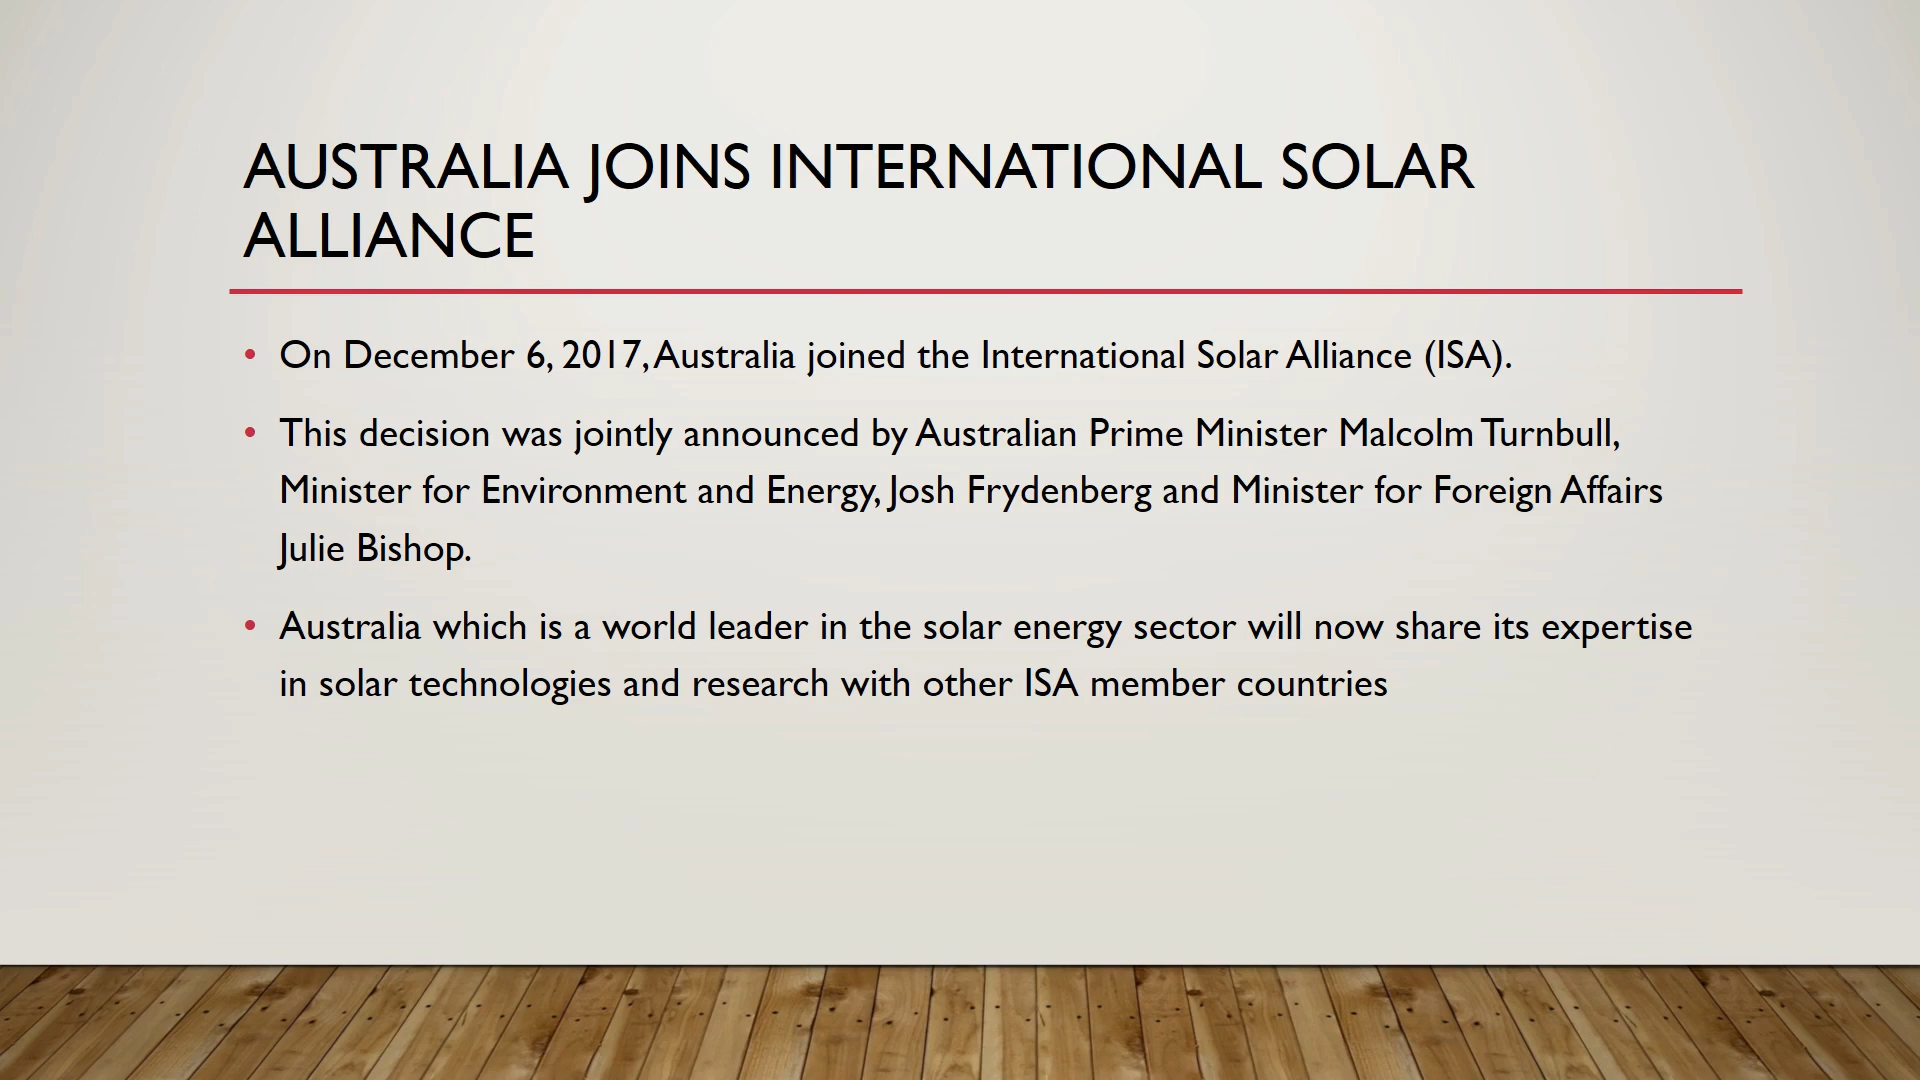 AUSTRALIA JOINS INTERNATIONAL SOLAR
ALLIANCE
• On December 6, 2017, Australia joined the International Solar Alliance (ISA).
• This decision was jointly announced by Australian Prime Minister Malcolm Turnbull,
Minister for Environment and Energy, Josh Frydenberg and Minister for Foreign Affairs
Julie Bishop.
• Australia which is a world leader in the solar energy sector will now share its expertise
in solar technologies and research with other ISA member countries